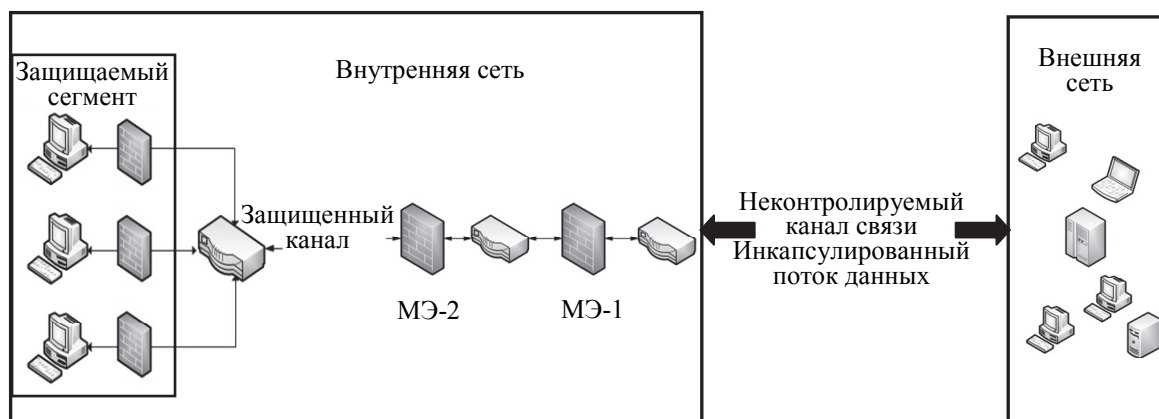 Защищаемый
сегмент
Внутренняя сеть
Защищенный
канал
МЭ-2
МЭ-1
Неконтролируемый
канал связи
Инкапсулированный
поток данных
Внешняя
сеть